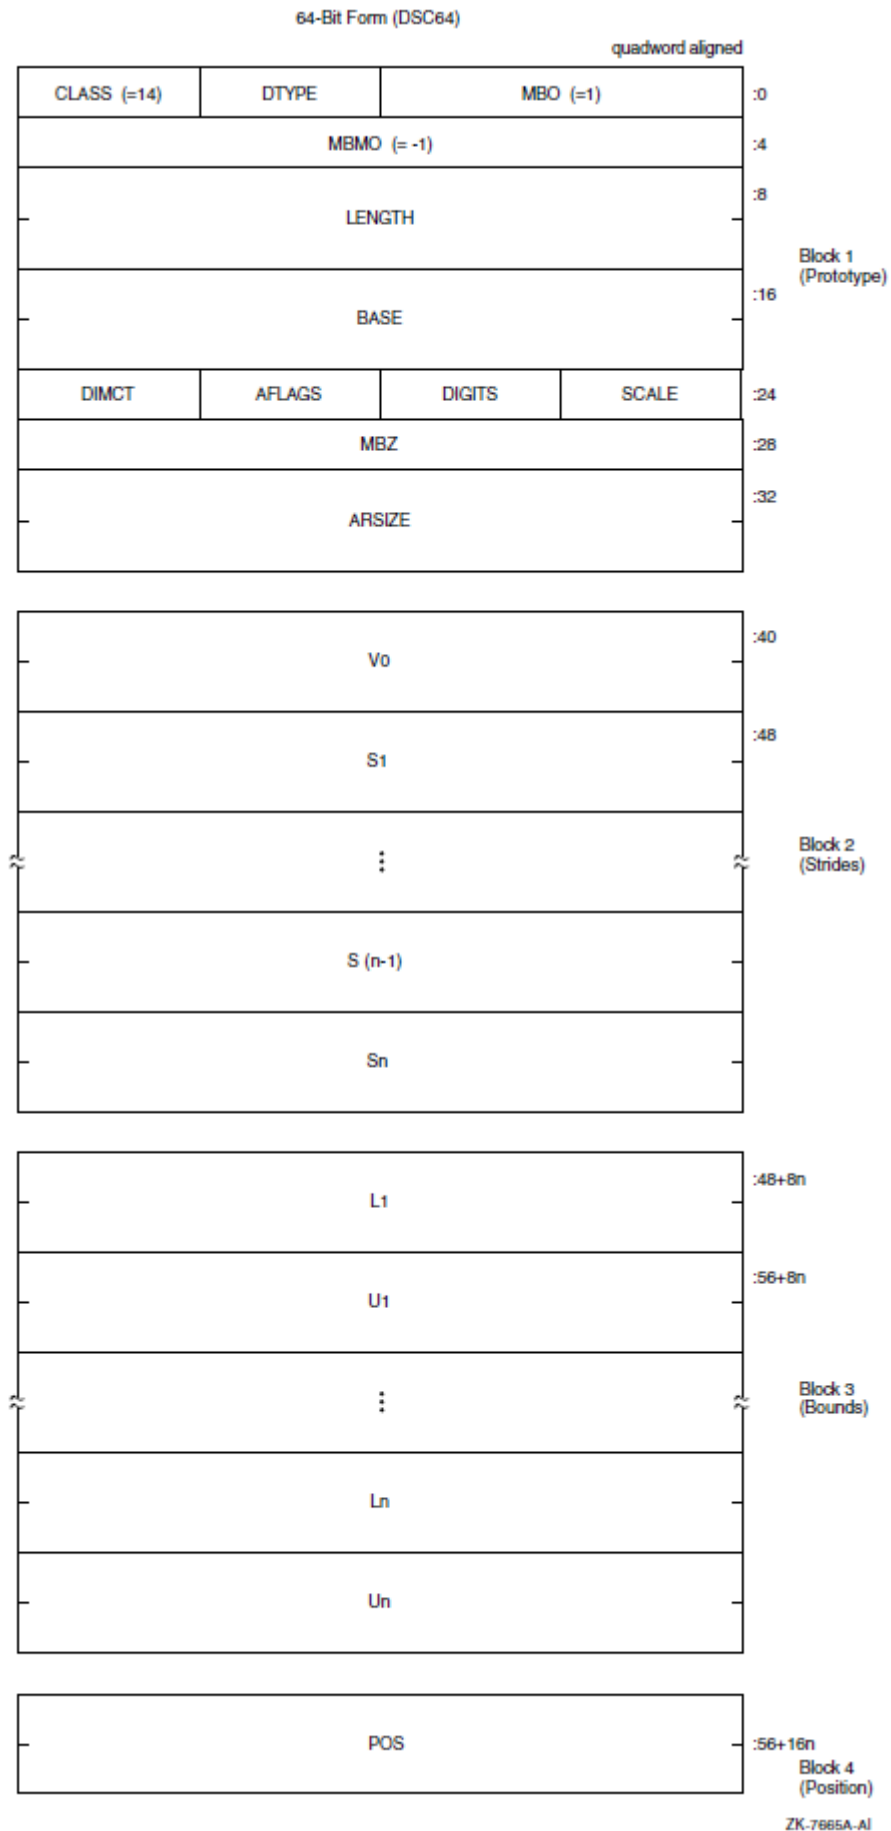 64-Bit Form (DSC64)
quadword aligned
CLASS (=14) DTYPE MBO (=1) :0
MBMO (= -1) :4
:8
LENGTH
Block 1
(Prototype)
:16
BASE
DIMCT AFLAGS DIGITS SCALE :24
MBZ :28
:32
ARSIZE
:40
V0
:48
S1
Block 2
(Strides)
S (n-1)
Sn
:48+8n
L1
:56+8n
U1
Block 3
(Bounds)
Ln
Un
POS :56+16n
Block 4
(Position)
ZK-7665A-AI